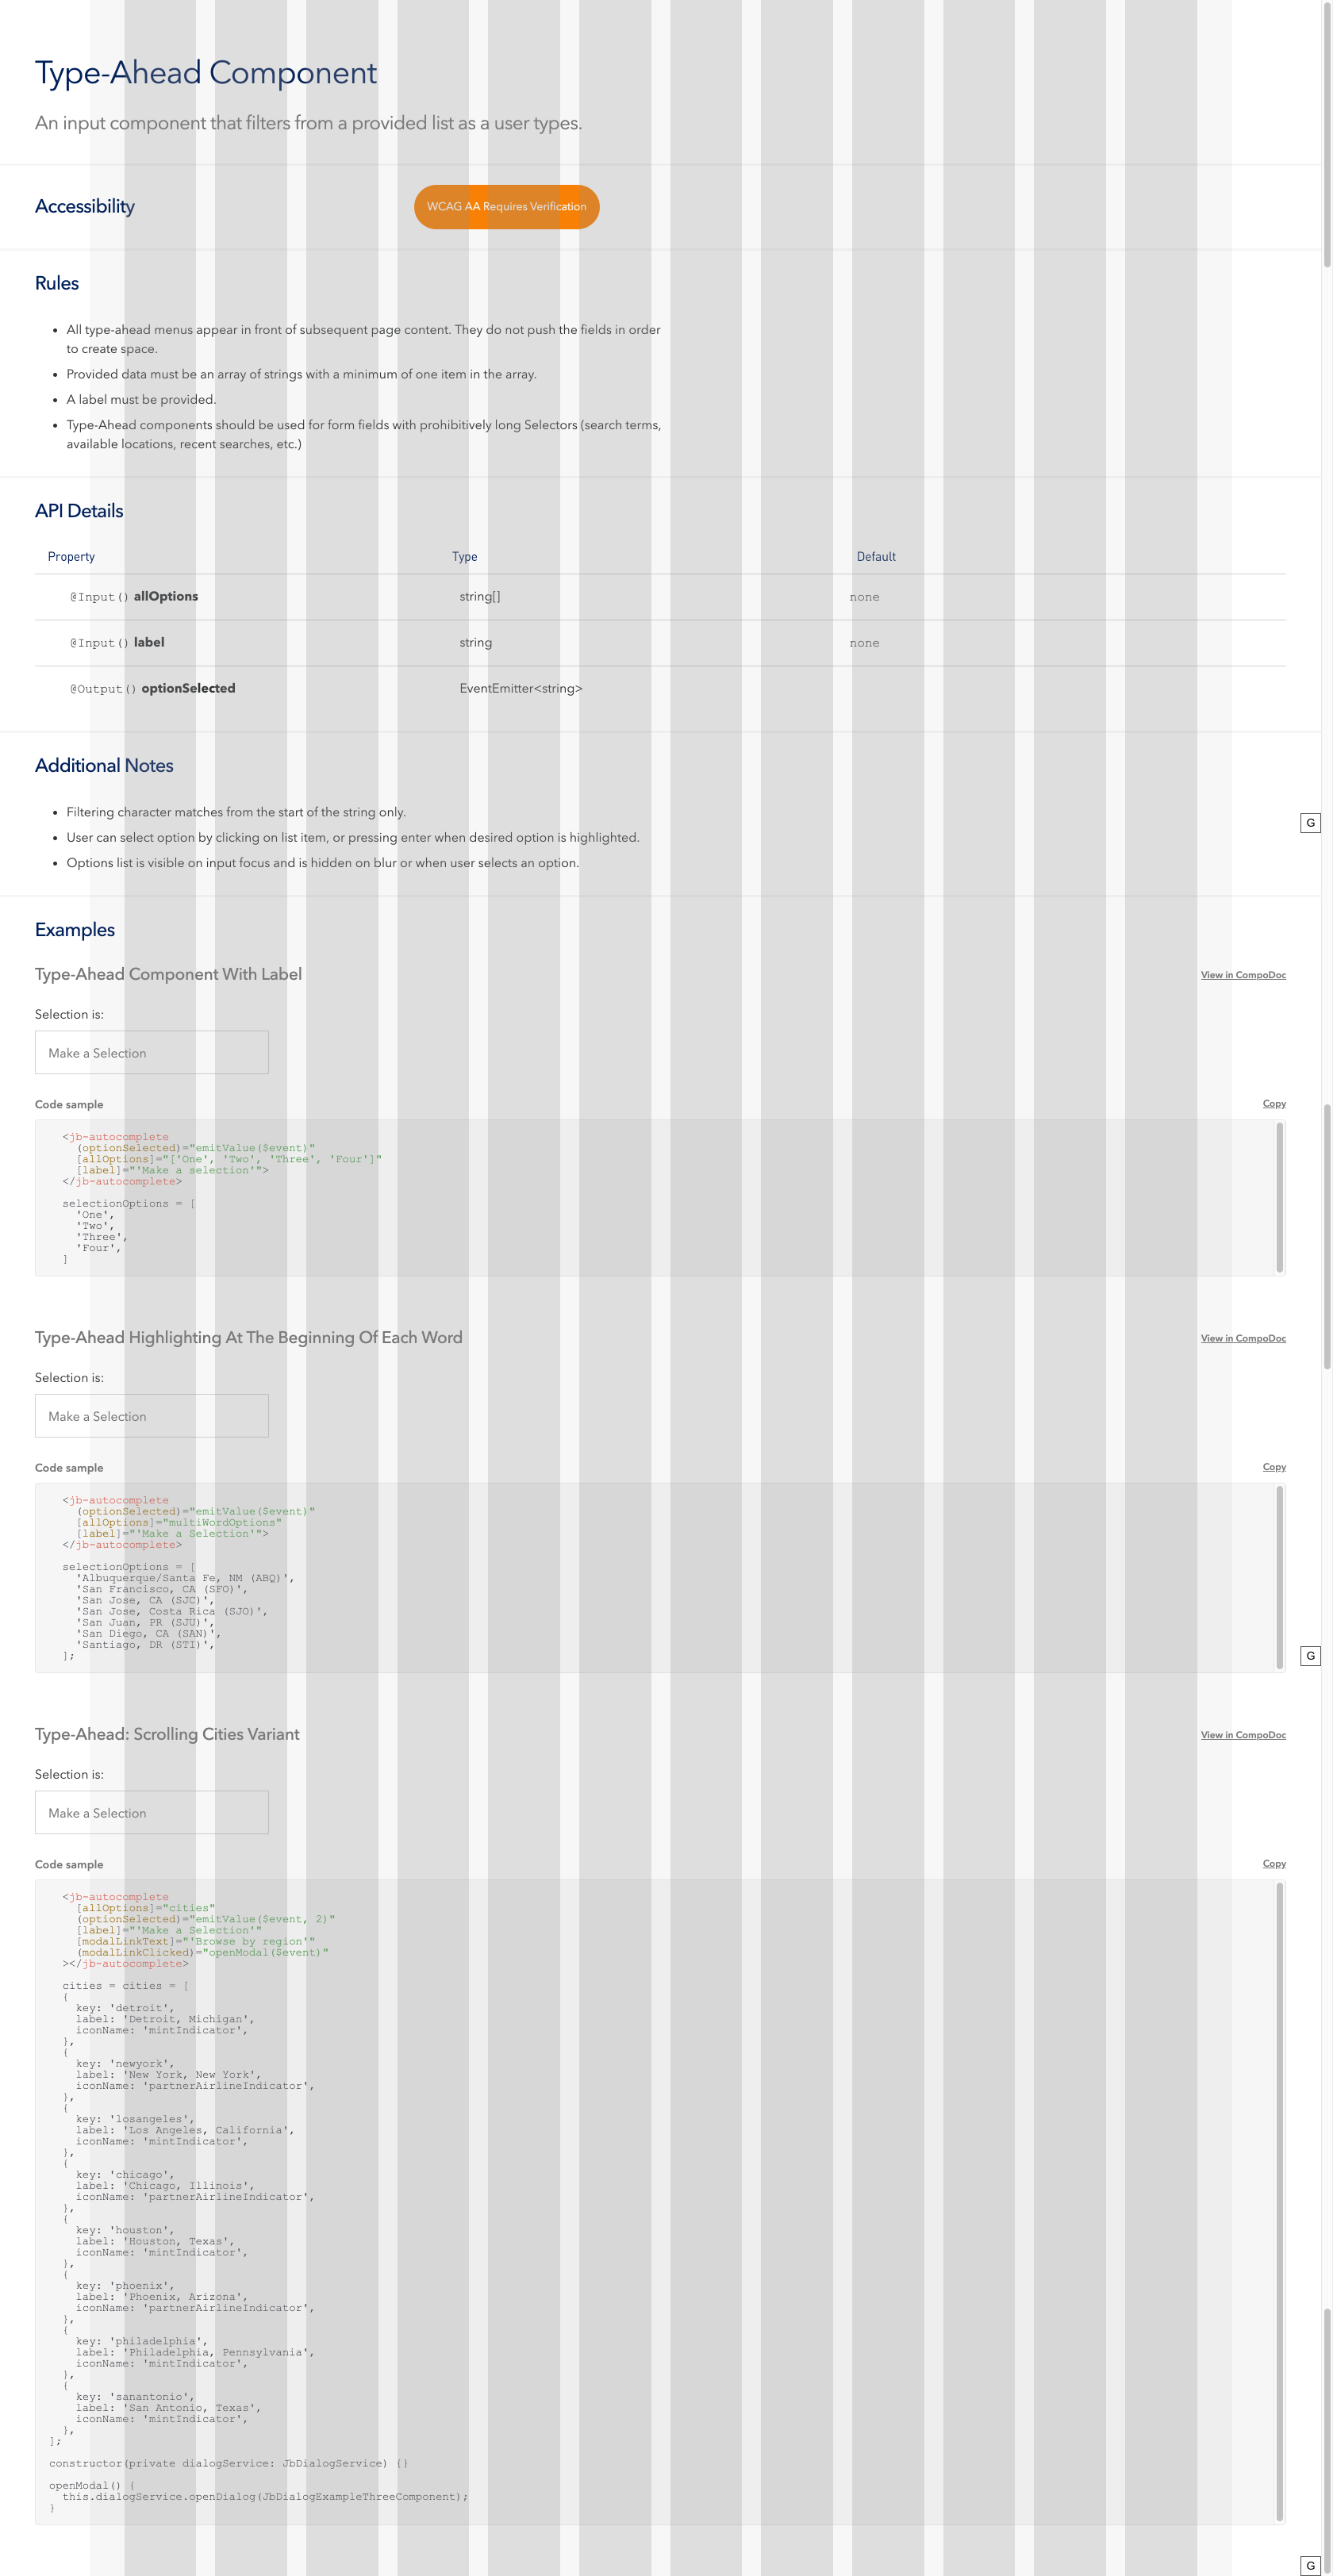 Type-Ahead Component
An input component that filters from a provided list as a user types.
Accessibility
WCAG AA Requires Verification
Rules
• All type-ahead menus appear in front of subsequent page content. They do not push the fields in order
to create space.
• Provided data must be an array of strings with a minimum of one item in the array.
• A label must be provided.
• Type-Ahead components should be used for form fields with prohibitively long Selectors (search terms,
available locations, recent searches, etc.)
API Details
Property Type Default
@Input() allOptions string[] none
@Input() label string none
@Output() optionSelected EventEmitter<string>
Additional Notes
• Filtering character matches from the start of the string only.
G
• User can select option by clicking on list item, or pressing enter when desired option is highlighted.
• Options list is visible on input focus and is hidden on blur or when user selects an option.
Examples
Type-Ahead Component With Label View in CompoDoc
Selection is:
Make a Selection
Code sample Copy
<jb-autocomplete
(optionSelected)="emitValue($event)"
[allOptions]="['One', 'Two', 'Three', 'Four']"
[label]="'Make a selection'">
</jb-autocomplete>
selectionOptions = [
'One',
'Two',
'Three',
'Four',
]
Type-Ahead Highlighting At The Beginning Of Each Word View in CompoDoc
Selection is:
Make a Selection
Code sample Copy
<jb-autocomplete
(optionSelected)="emitValue($event)"
[allOptions]="multiWordOptions"
[label]="'Make a Selection'">
</jb-autocomplete>
selectionOptions = [
'Albuquerque/Santa Fe, NM (ABQ)',
'San Francisco, CA (SFO)',
'San Jose, CA (SJC)',
'San Jose, Costa Rica (SJO)',
'San Juan, PR (SJU)',
'San Diego, CA (SAN)',
'Santiago, DR (STI)',
];
G
Type-Ahead: Scrolling Cities Variant View in CompoDoc
Selection is:
Make a Selection
Code sample Copy
<jb-autocomplete
[allOptions]="cities"
(optionSelected)="emitValue($event, 2)"
[label]="'Make a Selection'"
[modalLinkText]="'Browse by region'"
(modalLinkClicked)="openModal($event)"
></jb-autocomplete>
cities = cities = [
{
key: 'detroit',
label: 'Detroit, Michigan',
iconName: 'mintIndicator',
},
{
key: 'newyork',
label: 'New York, New York',
iconName: 'partnerAirlineIndicator',
},
{
key: 'losangeles',
label: 'Los Angeles, California',
iconName: 'mintIndicator',
},
{
key: 'chicago',
label: 'Chicago, Illinois',
iconName: 'partnerAirlineIndicator',
},
{
key: 'houston',
label: 'Houston, Texas',
iconName: 'mintIndicator',
},
{
key: 'phoenix',
label: 'Phoenix, Arizona',
iconName: 'partnerAirlineIndicator',
},
{
key: 'philadelphia',
label: 'Philadelphia, Pennsylvania',
iconName: 'mintIndicator',
},
{
key: 'sanantonio',
label: 'San Antonio, Texas',
iconName: 'mintIndicator',
},
];
constructor(private dialogService: JbDialogService) {}
openModal() {
this.dialogService.openDialog(JbDialogExampleThreeComponent);
}
G